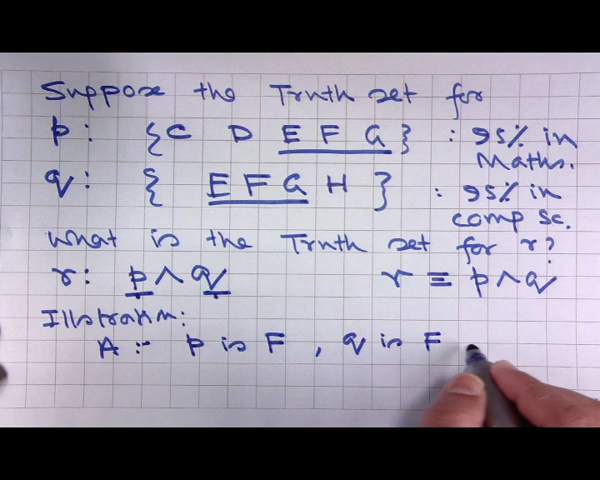 Suppose the Truth set for
p: {C D E F G} : 95% in Maths.
q: { E F G H } : 95% in comp sc.
What is the Truth set for r?
r: p ∧ q r ≡ p ∧ q
Illustration:
A :- p is F , q is F